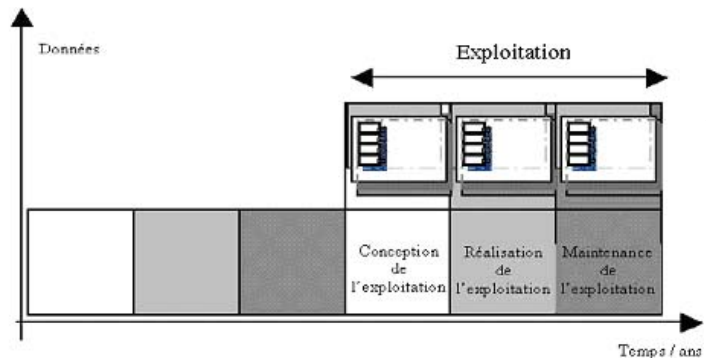 Données
Exploitation
Conception
de
l'exploitation
Réalisation
de
l'exploitation
Maintenance
de
l'exploitation
Temps / ans